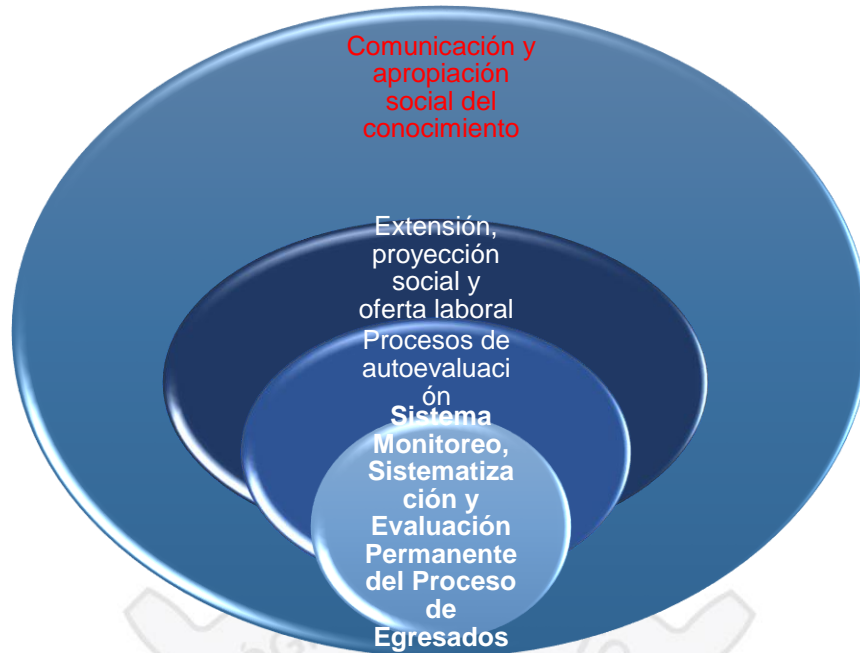 Comunicación y
apropiación
social del
conocimiento
Extensión,
proyección
social y
oferta laboral
Procesos de
autoevaluaci
ón
Sistema
Monitoreo,
Sistematiza
ción y
Evaluación
Permanente
del Proceso
de
Egresados